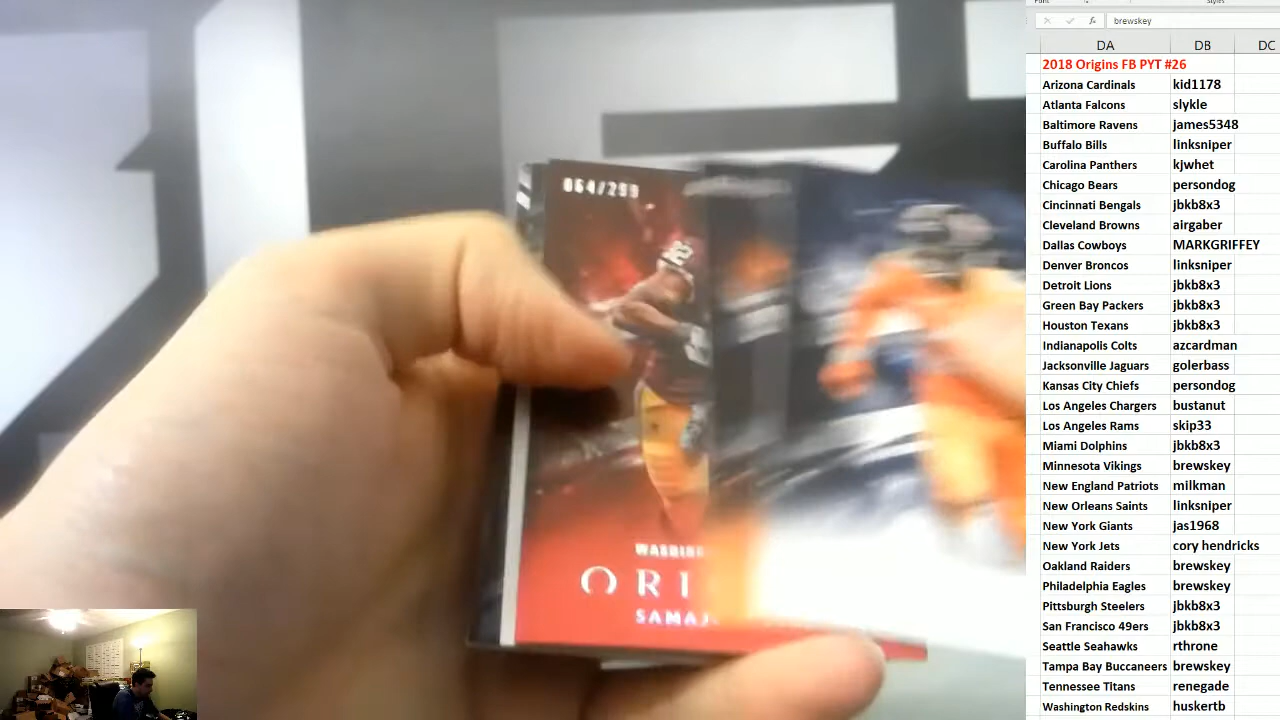 brewskey
DA DB DC
2018 Origins FB PYT #26
Arizona Cardinals kid1178
Atlanta Falcons slykle
Baltimore Ravens james5348
Buffalo Bills linksniper
Carolina Panthers kjwhet
Chicago Bears persondog
Cincinnati Bengals jbkb8x3
Cleveland Browns airgaber
Dallas Cowboys MARKGRIFFEY
Denver Broncos linksniper
Detroit Lions jbkb8x3
Green Bay Packers jbkb8x3
Houston Texans jbkb8x3
Indianapolis Colts azcardman
Jacksonville Jaguars golerbass
Kansas City Chiefs persondog
Los Angeles Chargers bustanut
Los Angeles Rams skip33
Miami Dolphins jbkb8x3
Minnesota Vikings brewskey
New England Patriots milkman
New Orleans Saints linksniper
New York Giants jas1968
New York Jets cory hendricks
Oakland Raiders brewskey
Philadelphia Eagles brewskey
Pittsburgh Steelers jbkb8x3
San Francisco 49ers jbkb8x3
Seattle Seahawks rthrone
Tampa Bay Buccaneers brewskey
Tennessee Titans renegade
Washington Redskins huskertb
064/299
WASHIN
ORI
SAMAJ